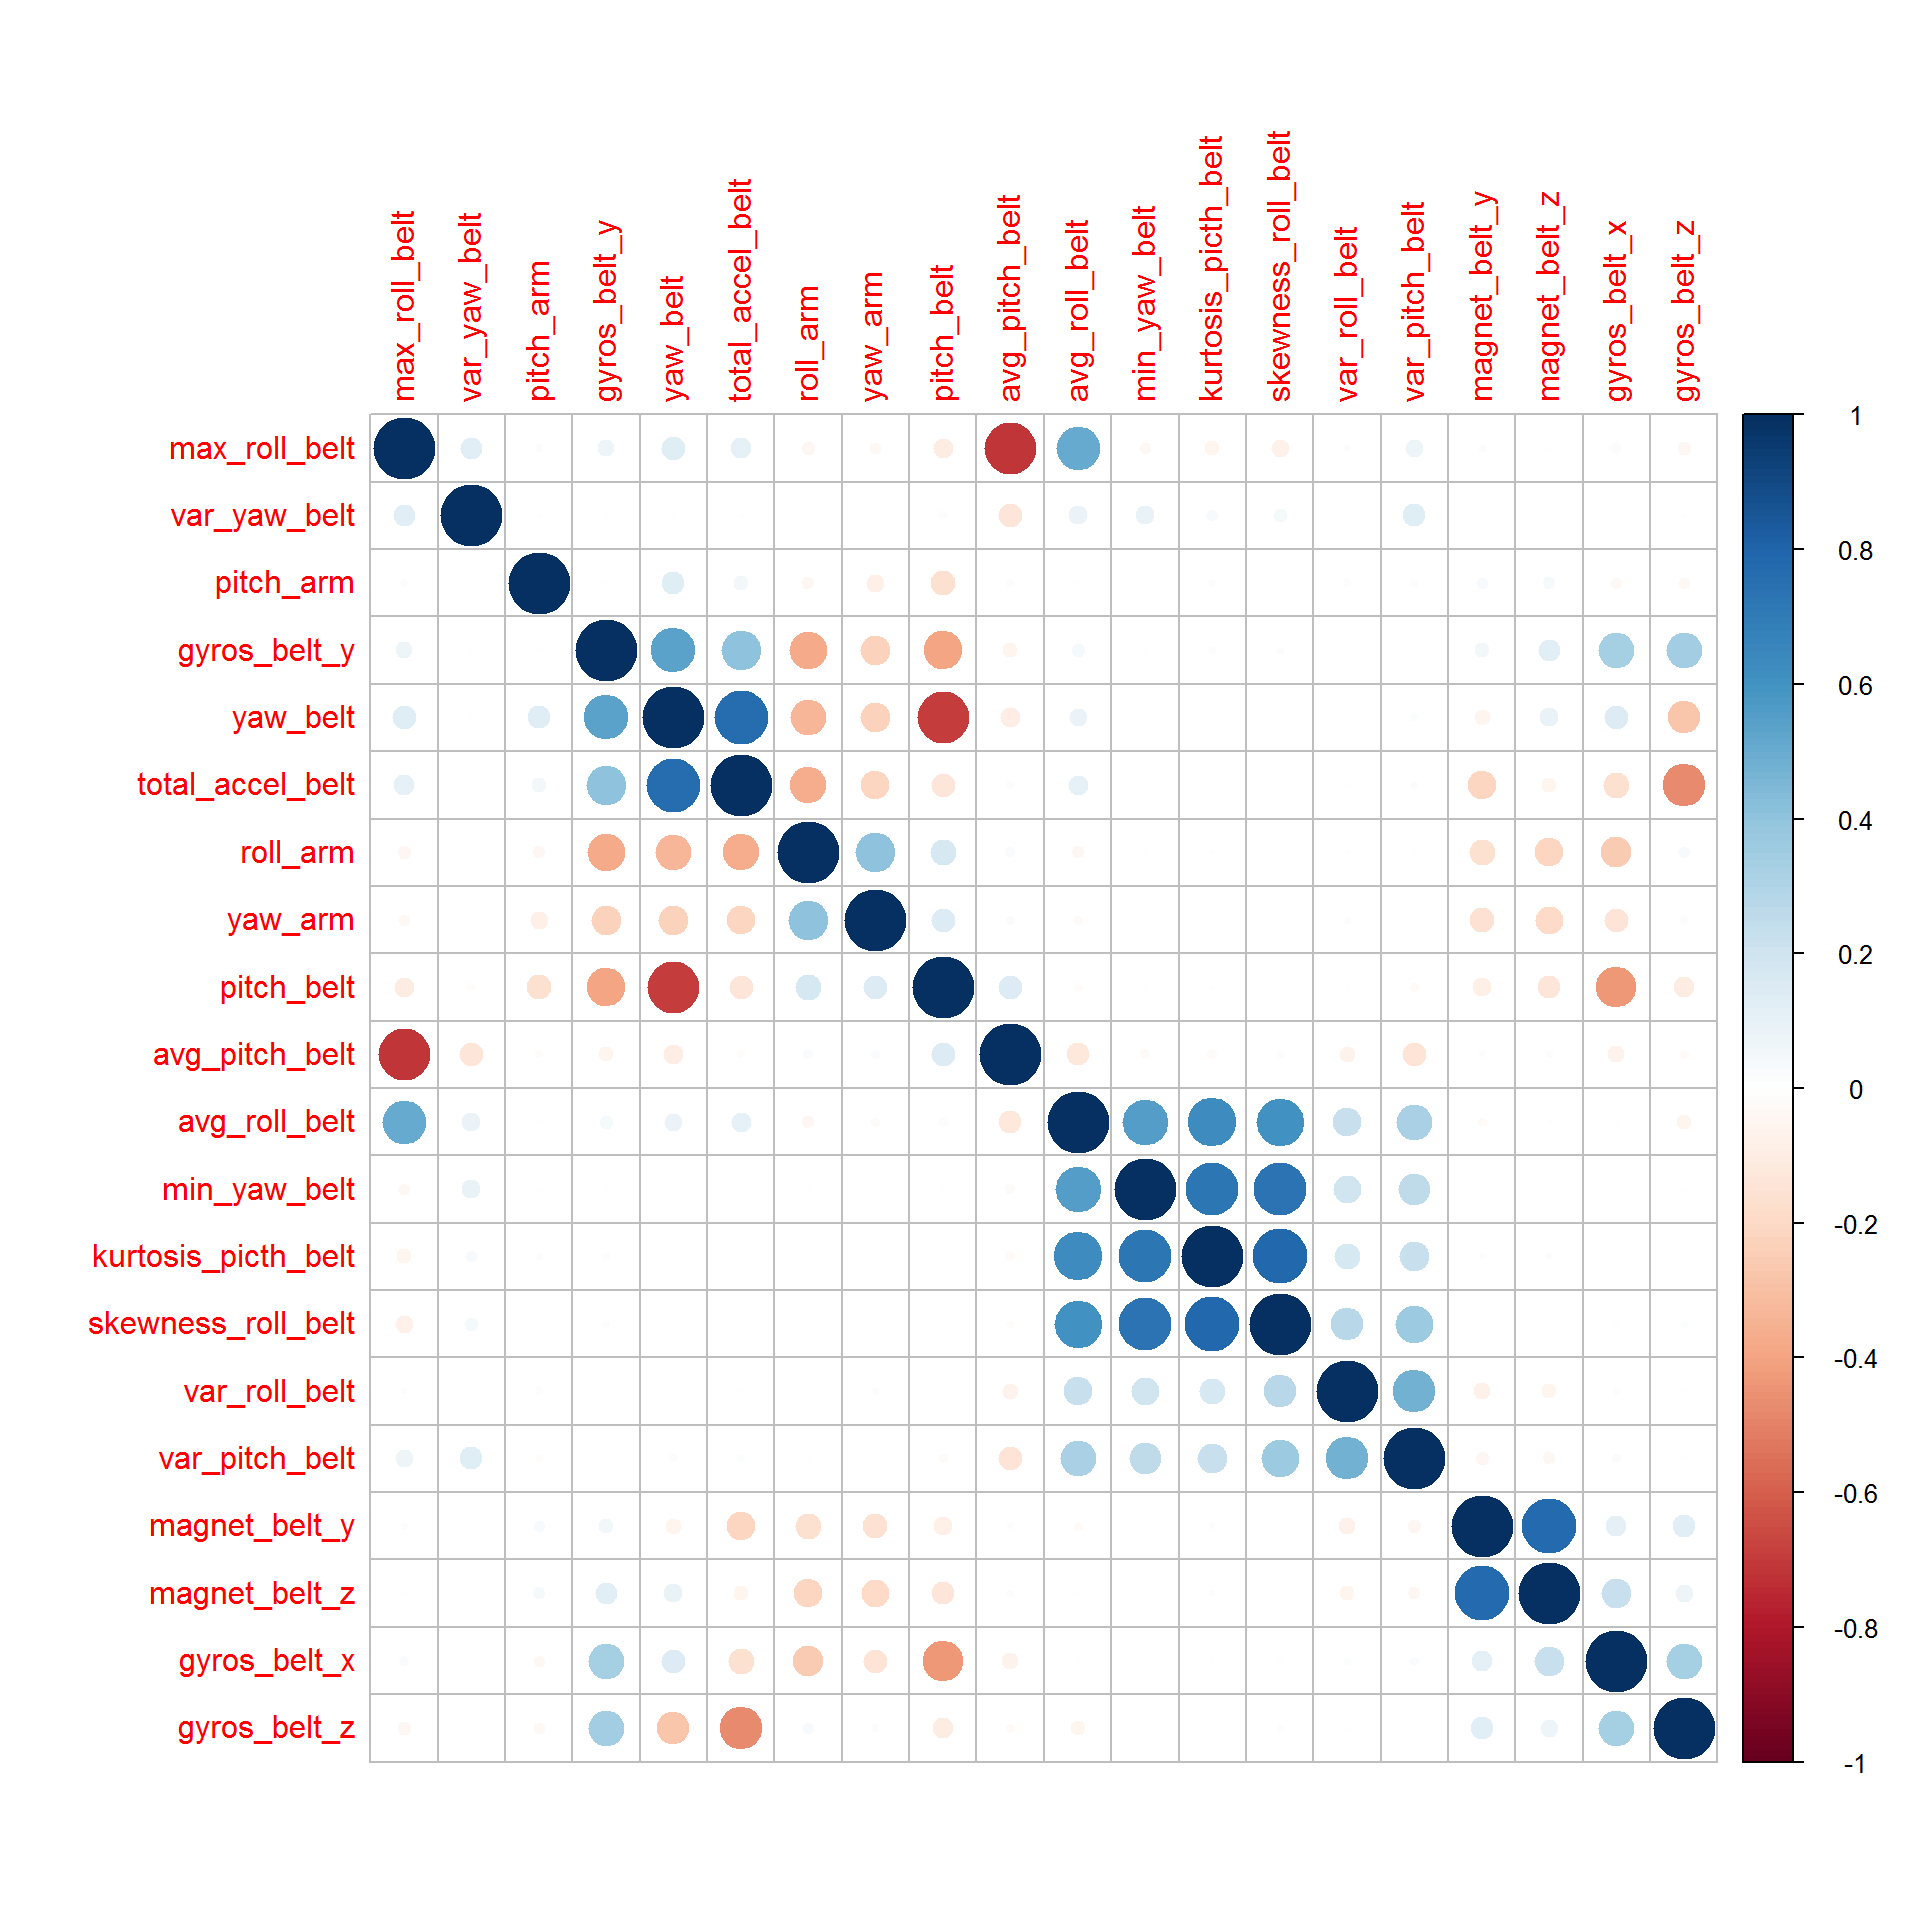 max_roll_belt
var_yaw_belt
pitch_arm
gyros_belt_y
yaw_belt
total_accel_belt
roll_arm
yaw_arm
pitch_belt
avg_pitch_belt
avg_roll_belt
min_yaw_belt
kurtosis_picth_belt
skewness_roll_belt
var_roll_belt
var_pitch_belt
magnet_belt_y
magnet_belt_z
gyros_belt_x
gyros_belt_z
max_roll_belt
var_yaw_belt
pitch_arm
gyros_belt_y
yaw_belt
total_accel_belt
roll_arm
yaw_arm
pitch_belt
avg_pitch_belt
avg_roll_belt
min_yaw_belt
kurtosis_picth_belt
skewness_roll_belt
var_roll_belt
var_pitch_belt
magnet_belt_y
magnet_belt_z
gyros_belt_x
gyros_belt_z
1
0.8
0.6
0.4
0.2
0
-0.2
-0.4
-0.6
-0.8
-1